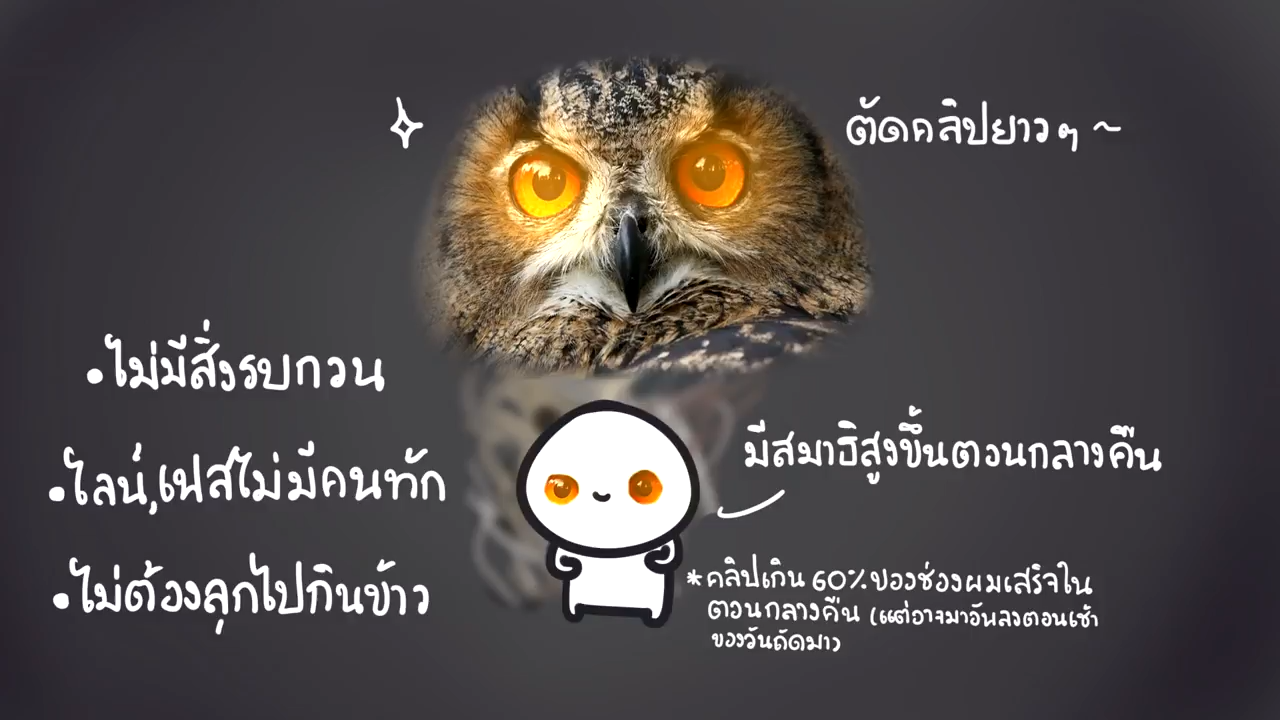 ตัดคลิปยาวๆ ~
•ไม่มีสิ่งรบกวน
•ไลน์,เฟสไม่มีคนทัก
•ไม่ต้องลุกไปกินข้าว
มีสมาธิสูงขึ้นตอนกลางคืน
*คลิปเกิน 60% ของช่องผมเสร็จใน
ตอนกลางคืน (แต่อาจมาอัพลงตอนเช้า
ของวันถัดมา)